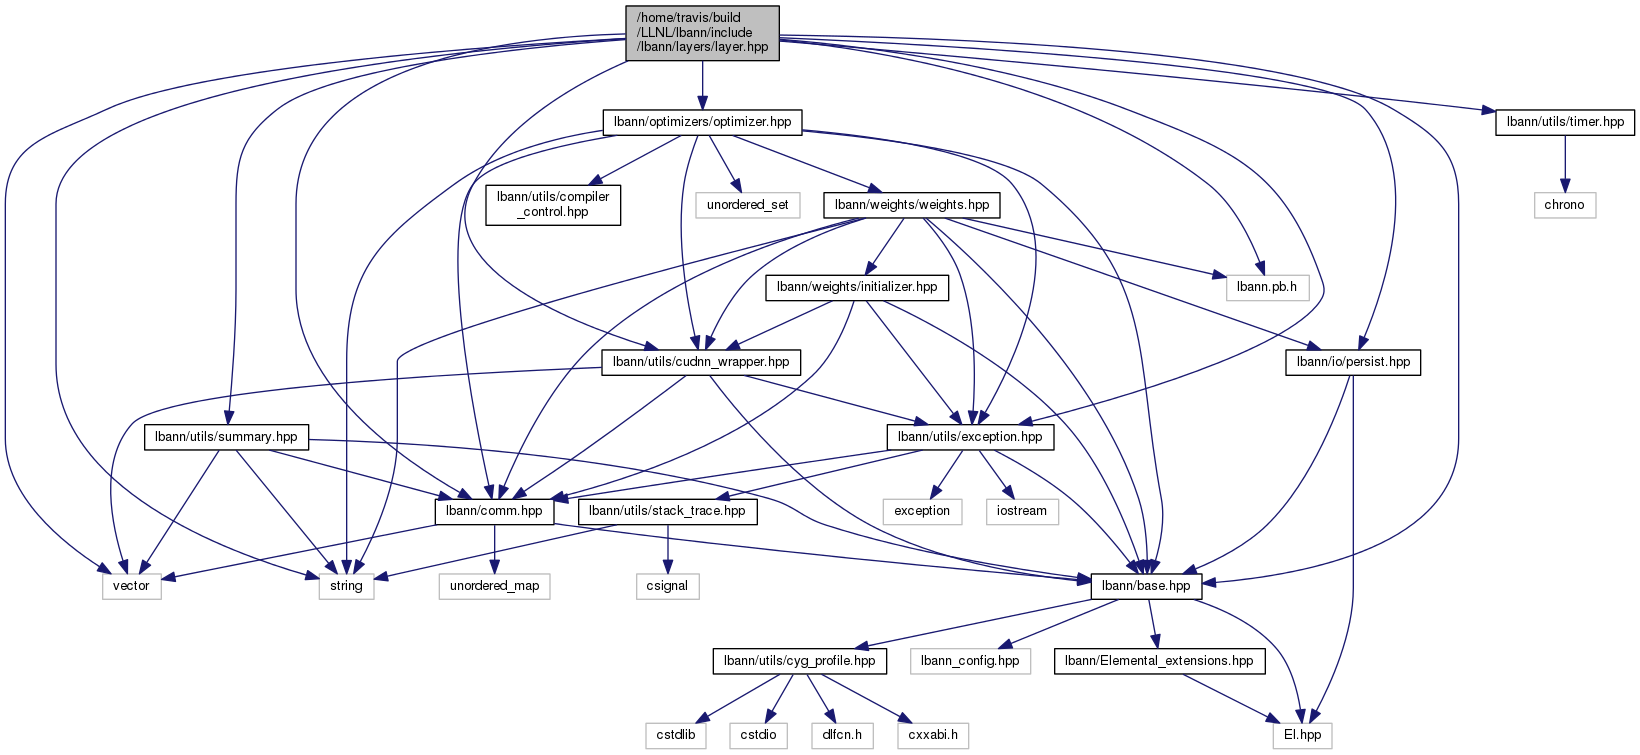 /home/travis/build
/LLNL/lbann/include
/lbann/layers/layer.hpp
lbann/optimizers/optimizer.hpp
lbann/utils/timer.hpp
lbann/utils/compiler
_control.hpp
unordered_set
lbann/weights/weights.hpp
chrono
lbann/weights/initializer.hpp
lbann.pb.h
lbann/utils/cudnn_wrapper.hpp
lbann/io/persist.hpp
lbann/utils/summary.hpp
lbann/utils/exception.hpp
lbann/comm.hpp
lbann/utils/stack_trace.hpp
exception
iostream
vector
string
unordered_map
csignal
lbann/base.hpp
lbann/utils/cyg_profile.hpp
lbann_config.hpp
lbann/Elemental_extensions.hpp
cstdlib
cstdio
dlfcn.h
cxxabi.h
El.hpp